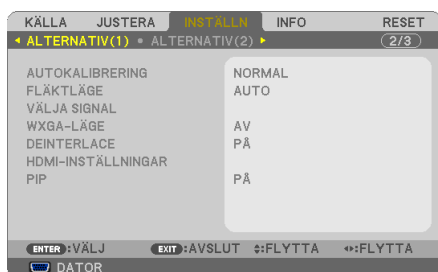 KÄLLA JUSTERA INSTÄLLN INFO RESET
ALTERNATIV(1) • ALTERNATIV(2) 2/3
AUTOKALIBRERING NORMAL
FLÄKTLÄGE AUTO
VÄLJA SIGNAL
WXGA-LÄGE AV
DEINTERLACE PÅ
HDMI-INSTÄLLNINGAR
PIP PÅ
ENTER :VÄLJ EXIT :AVSLUT :FLYTTA :FLYTTA
DATOR